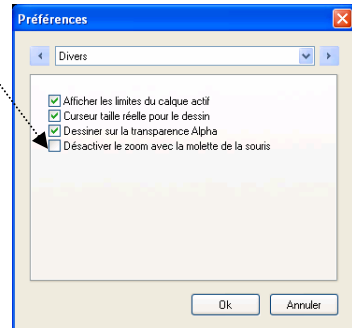 Préférences
Divers
Afficher les limites du calque actif
Curseur taille réelle pour le dessin
Dessiner sur la transparence Alpha
Désactiver le zoom avec la molette de la souris
Ok
Annuler